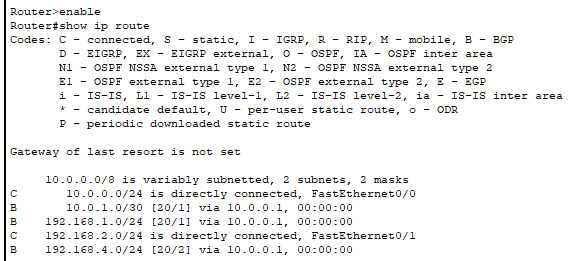 Router>enable
Router#show ip route
Codes: C - connected, S - static, I - IGRP, R - RIP, M - mobile, B - BGP
       D - EIGRP, EX - EIGRP external, O - OSPF, IA - OSPF inter area
       N1 - OSPF NSSA external type 1, N2 - OSPF NSSA external type 2
       E1 - OSPF external type 1, E2 - OSPF external type 2, E - EGP
       i - IS-IS, L1 - IS-IS level-1, L2 - IS-IS level-2, ia - IS-IS inter area
       * - candidate default, U - per-user static route, o - ODR
       P - periodic downloaded static route
Gateway of last resort is not set
     10.0.0.0/8 is variably subnetted, 2 subnets, 2 masks
C       10.0.0.0/24 is directly connected, FastEthernet0/0
B       10.0.1.0/30 [20/1] via 10.0.0.1, 00:00:00
B    192.168.1.0/24 [20/1] via 10.0.0.1, 00:00:00
C    192.168.2.0/24 is directly connected, FastEthernet0/1
B    192.168.4.0/24 [20/2] via 10.0.0.1, 00:00:00